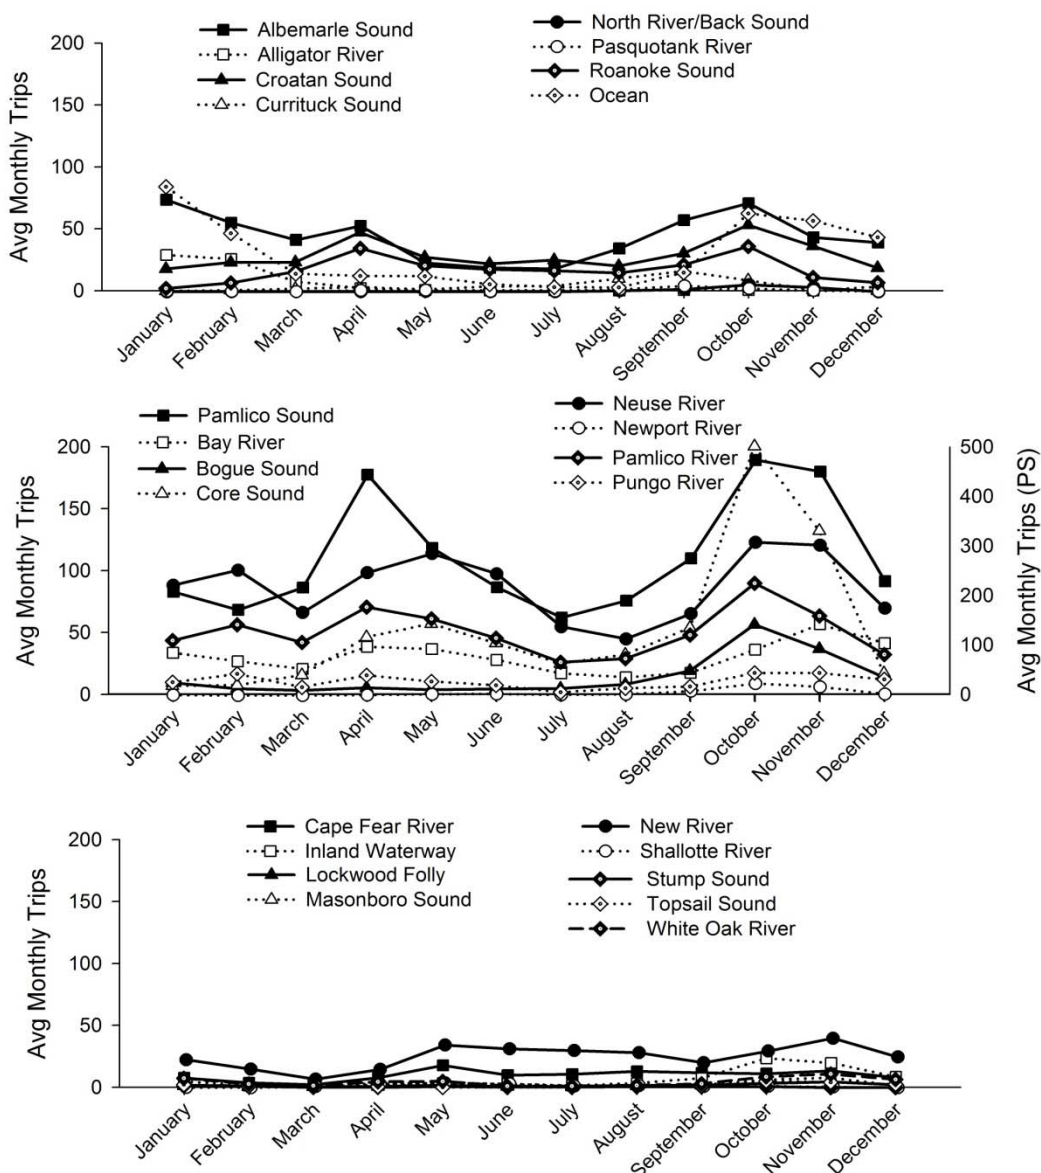 Albemarle Sound
Alligator River
Croatan Sound
Currituck Sound
North River/Back Sound
Pasquotank River
Roanoke Sound
Ocean
Avg Monthly Trips
200
150
100
50
0
January
February
March
April
May
June
July
August
September
October
November
December
Pamlico Sound
Bay River
Bogue Sound
Core Sound
Neuse River
Newport River
Pamlico River
Pungo River
Avg Monthly Trips
200
150
100
50
0
500
400
300
200
100
0
Avg Monthly Trips (PS)
January
February
March
April
May
June
July
August
September
October
November
December
Cape Fear River
Inland Waterway
Lockwood Folly
Masonboro Sound
New River
Shallotte River
Stump Sound
Topsail Sound
White Oak River
Avg Monthly Trips
200
150
100
50
0
January
February
March
April
May
June
July
August
September
October
November
December